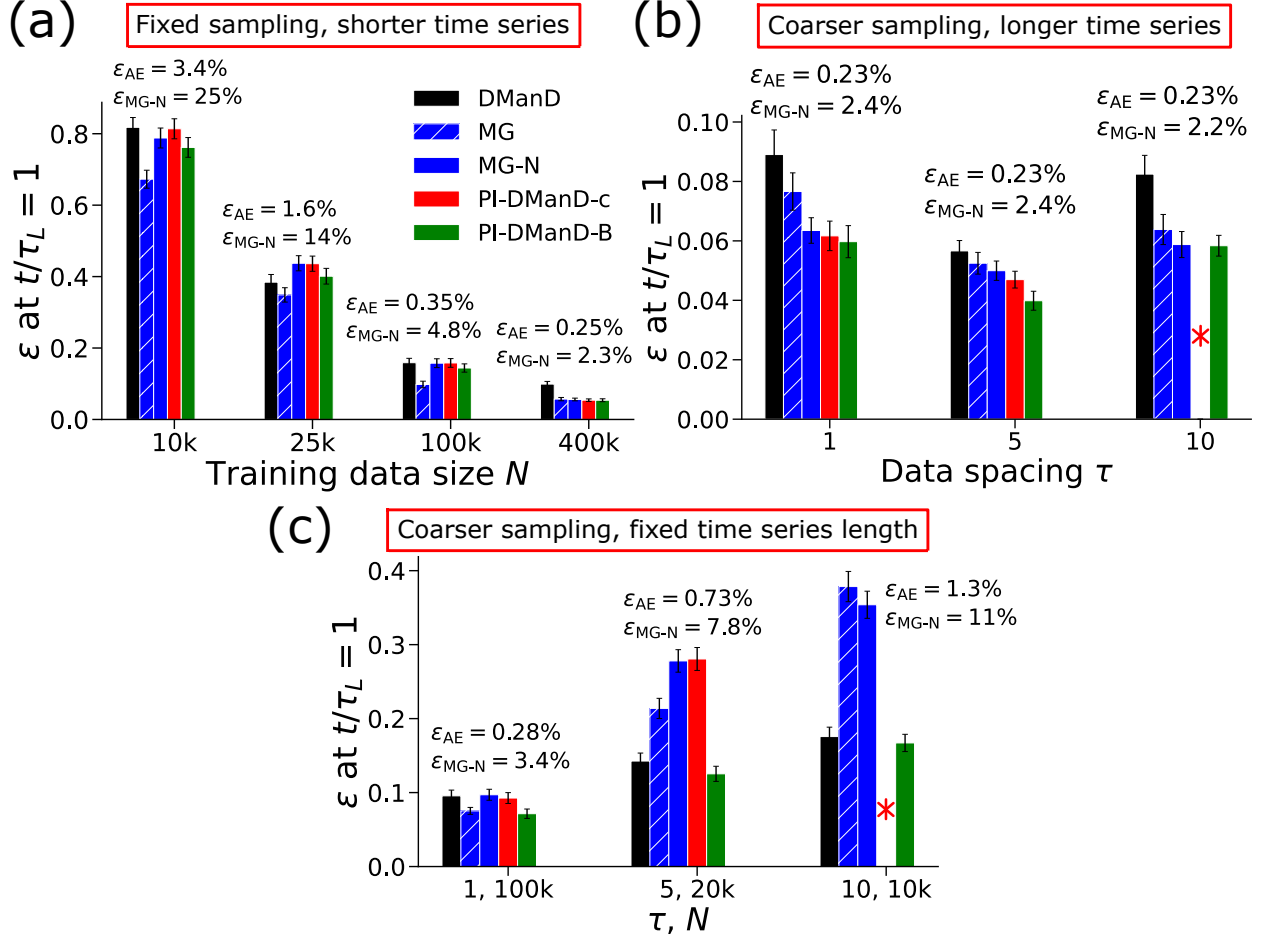 (a)
Fixed sampling, shorter time series
ε_AE = 3.4%
ε_MG-N = 25%
DManD
MG
MG-N
PI-DManD-c
PI-DManD-B
ε_AE = 1.6%
ε_MG-N = 14%
ε_AE = 0.35%
ε_MG-N = 4.8%
ε_AE = 0.25%
ε_MG-N = 2.3%
ε at t/τ_L = 1
0.8
0.6
0.4
0.2
0.0
10k 25k 100k 400k
Training data size N
(b)
Coarser sampling, longer time series
ε_AE = 0.23%
ε_MG-N = 2.4%
ε_AE = 0.23%
ε_MG-N = 2.4%
ε_AE = 0.23%
ε_MG-N = 2.2%
ε at t/τ_L = 1
0.10
0.08
0.06
0.04
0.02
0.00
1 5 10
Data spacing τ
(c)
Coarser sampling, fixed time series length
ε_AE = 0.28%
ε_MG-N = 3.4%
ε_AE = 0.73%
ε_MG-N = 7.8%
ε_AE = 1.3%
ε_MG-N = 11%
ε at t/τ_L = 1
0.4
0.3
0.2
0.1
0.0
1, 100k 5, 20k 10, 10k
τ, N